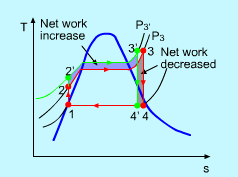 T
Net work
increase
P3'
P3
3'
3
Net work
decreased
2'
2
1
4'
4
s